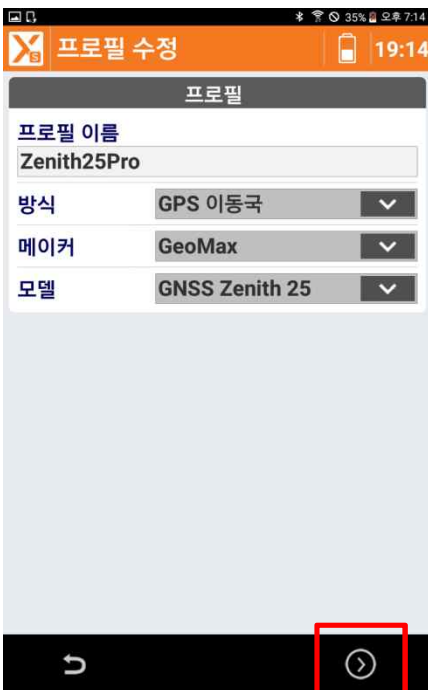 35% 오후 7:14
Xs 프로필 수정 19:14
프로필
프로필 이름
Zenith25Pro
방식 GPS 이동국
메이커 GeoMax
모델 GNSS Zenith 25